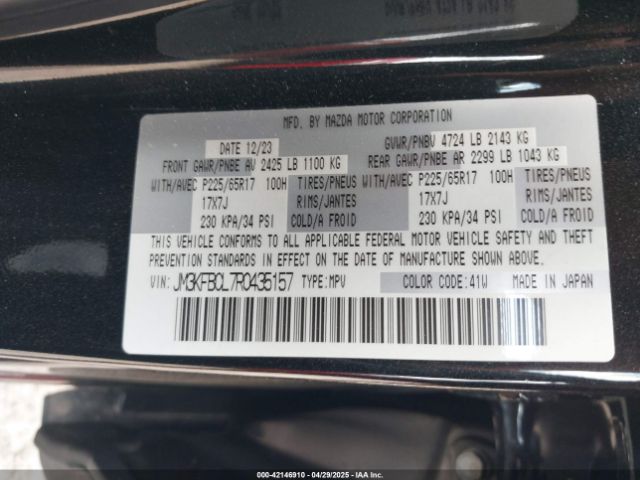 MFD. BY MAZDA MOTOR CORPORATION
DATE 12/23 GVWR/PNBV 4724 LB 2143 KG
FRONT GAWR/PNBE AV 2425 LB 1100 KG REAR GAWR/PNBE AR 2299 LB 1043 KG
WITH/AVEC P225/65R17 100H TIRES/PNEUS WITH/AVEC P225/65R17 100H TIRES/PNEUS
17X7J RIMS/JANTES 17X7J RIMS/JANTES
230 KPA/34 PSI COLD/A FROID 230 KPA/34 PSI COLD/A FROID
THIS VEHICLE CONFORMS TO ALL APPLICABLE FEDERAL MOTOR VEHICLE SAFETY AND THEFT
PREVENTION STANDARDS IN EFFECT ON THE DATE OF MANUFACTURE SHOWN ABOVE.
VIN: JM3KFBCL7R0435157 TYPE: MPV COLOR CODE: 41W MADE IN JAPAN
000-42146910 - 04/29/2025 - IAAI.com